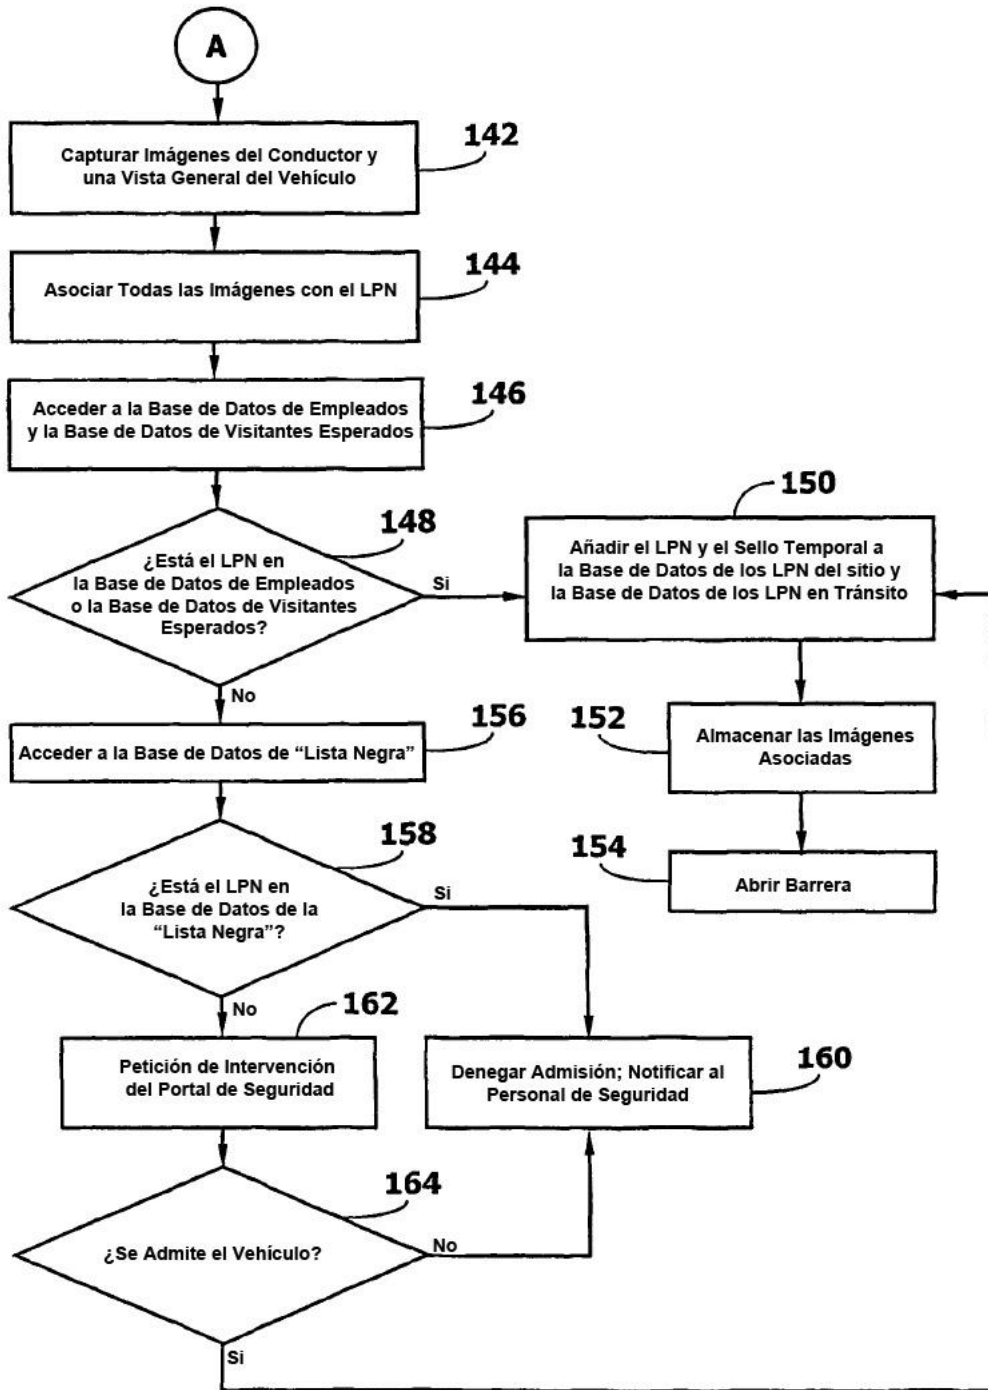 A
142
Capturar Imágenes del Conductor y
una Vista General del Vehículo
144
Asociar Todas las Imágenes con el LPN
146
Acceder a la Base de Datos de Empleados
y la Base de Datos de Visitantes Esperados
148
¿Está el LPN en
la Base de Datos de Empleados
o la Base de Datos de Visitantes
Esperados?
Si
No
150
Añadir el LPN y el Sello Temporal a
la Base de Datos de los LPN del sitio y
la Base de Datos de los LPN en Tránsito
152
Almacenar las Imágenes
Asociadas
154
Abrir Barrera
156
Acceder a la Base de Datos de “Lista Negra”
158
¿Está el LPN en
la Base de Datos de la
“Lista Negra”?
Si
No
162
Petición de Intervención
del Portal de Seguridad
160
Denegar Admisión; Notificar al
Personal de Seguridad
164
¿Se Admite el Vehículo?
No
Si